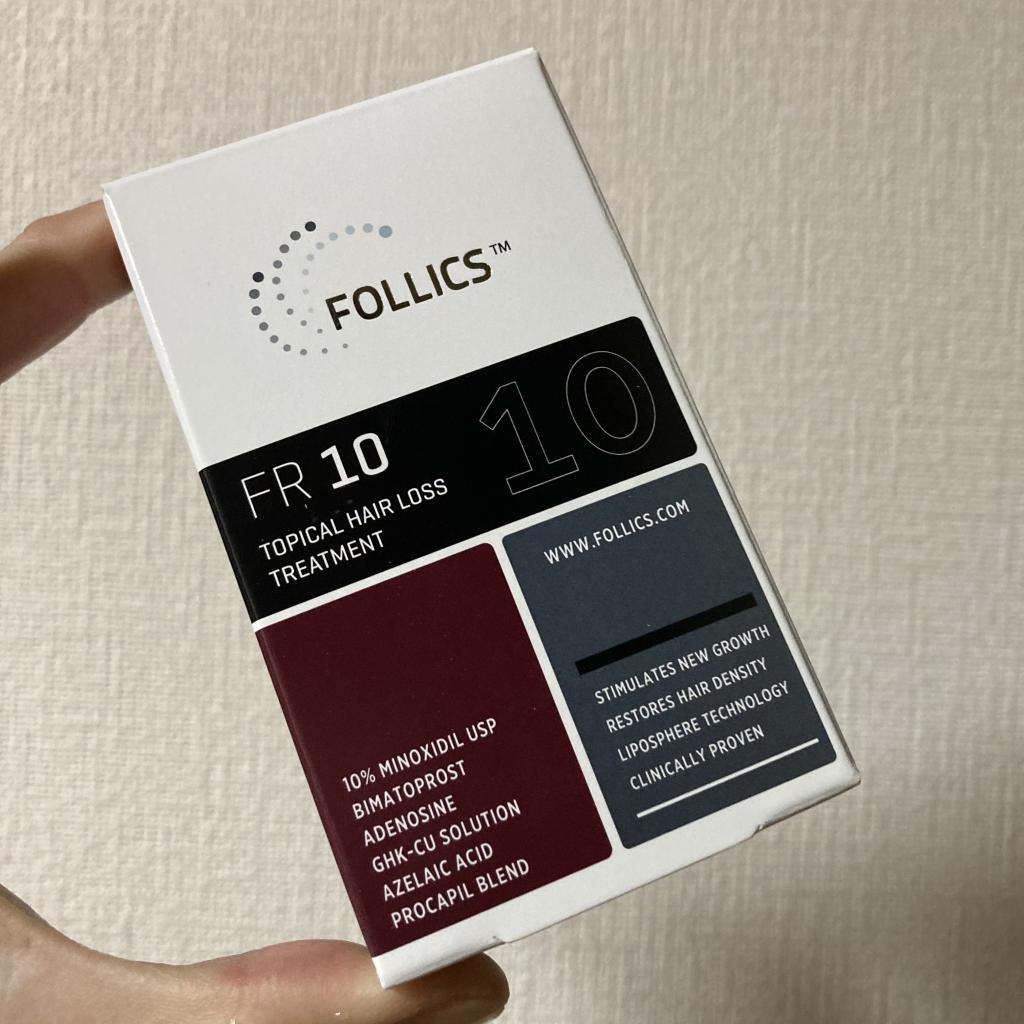 FOLLICS™
FR 10
10
TOPICAL HAIR LOSS
TREATMENT
10% MINOXIDIL USP
BIMATOPROST
ADENOSINE
GHK-CU SOLUTION
AZELAIC ACID
PROCAPIL BLEND
WWW.FOLLICS.COM
STIMULATES NEW GROWTH
RESTORES HAIR DENSITY
LIPOSPHERE TECHNOLOGY
CLINICALLY PROVEN